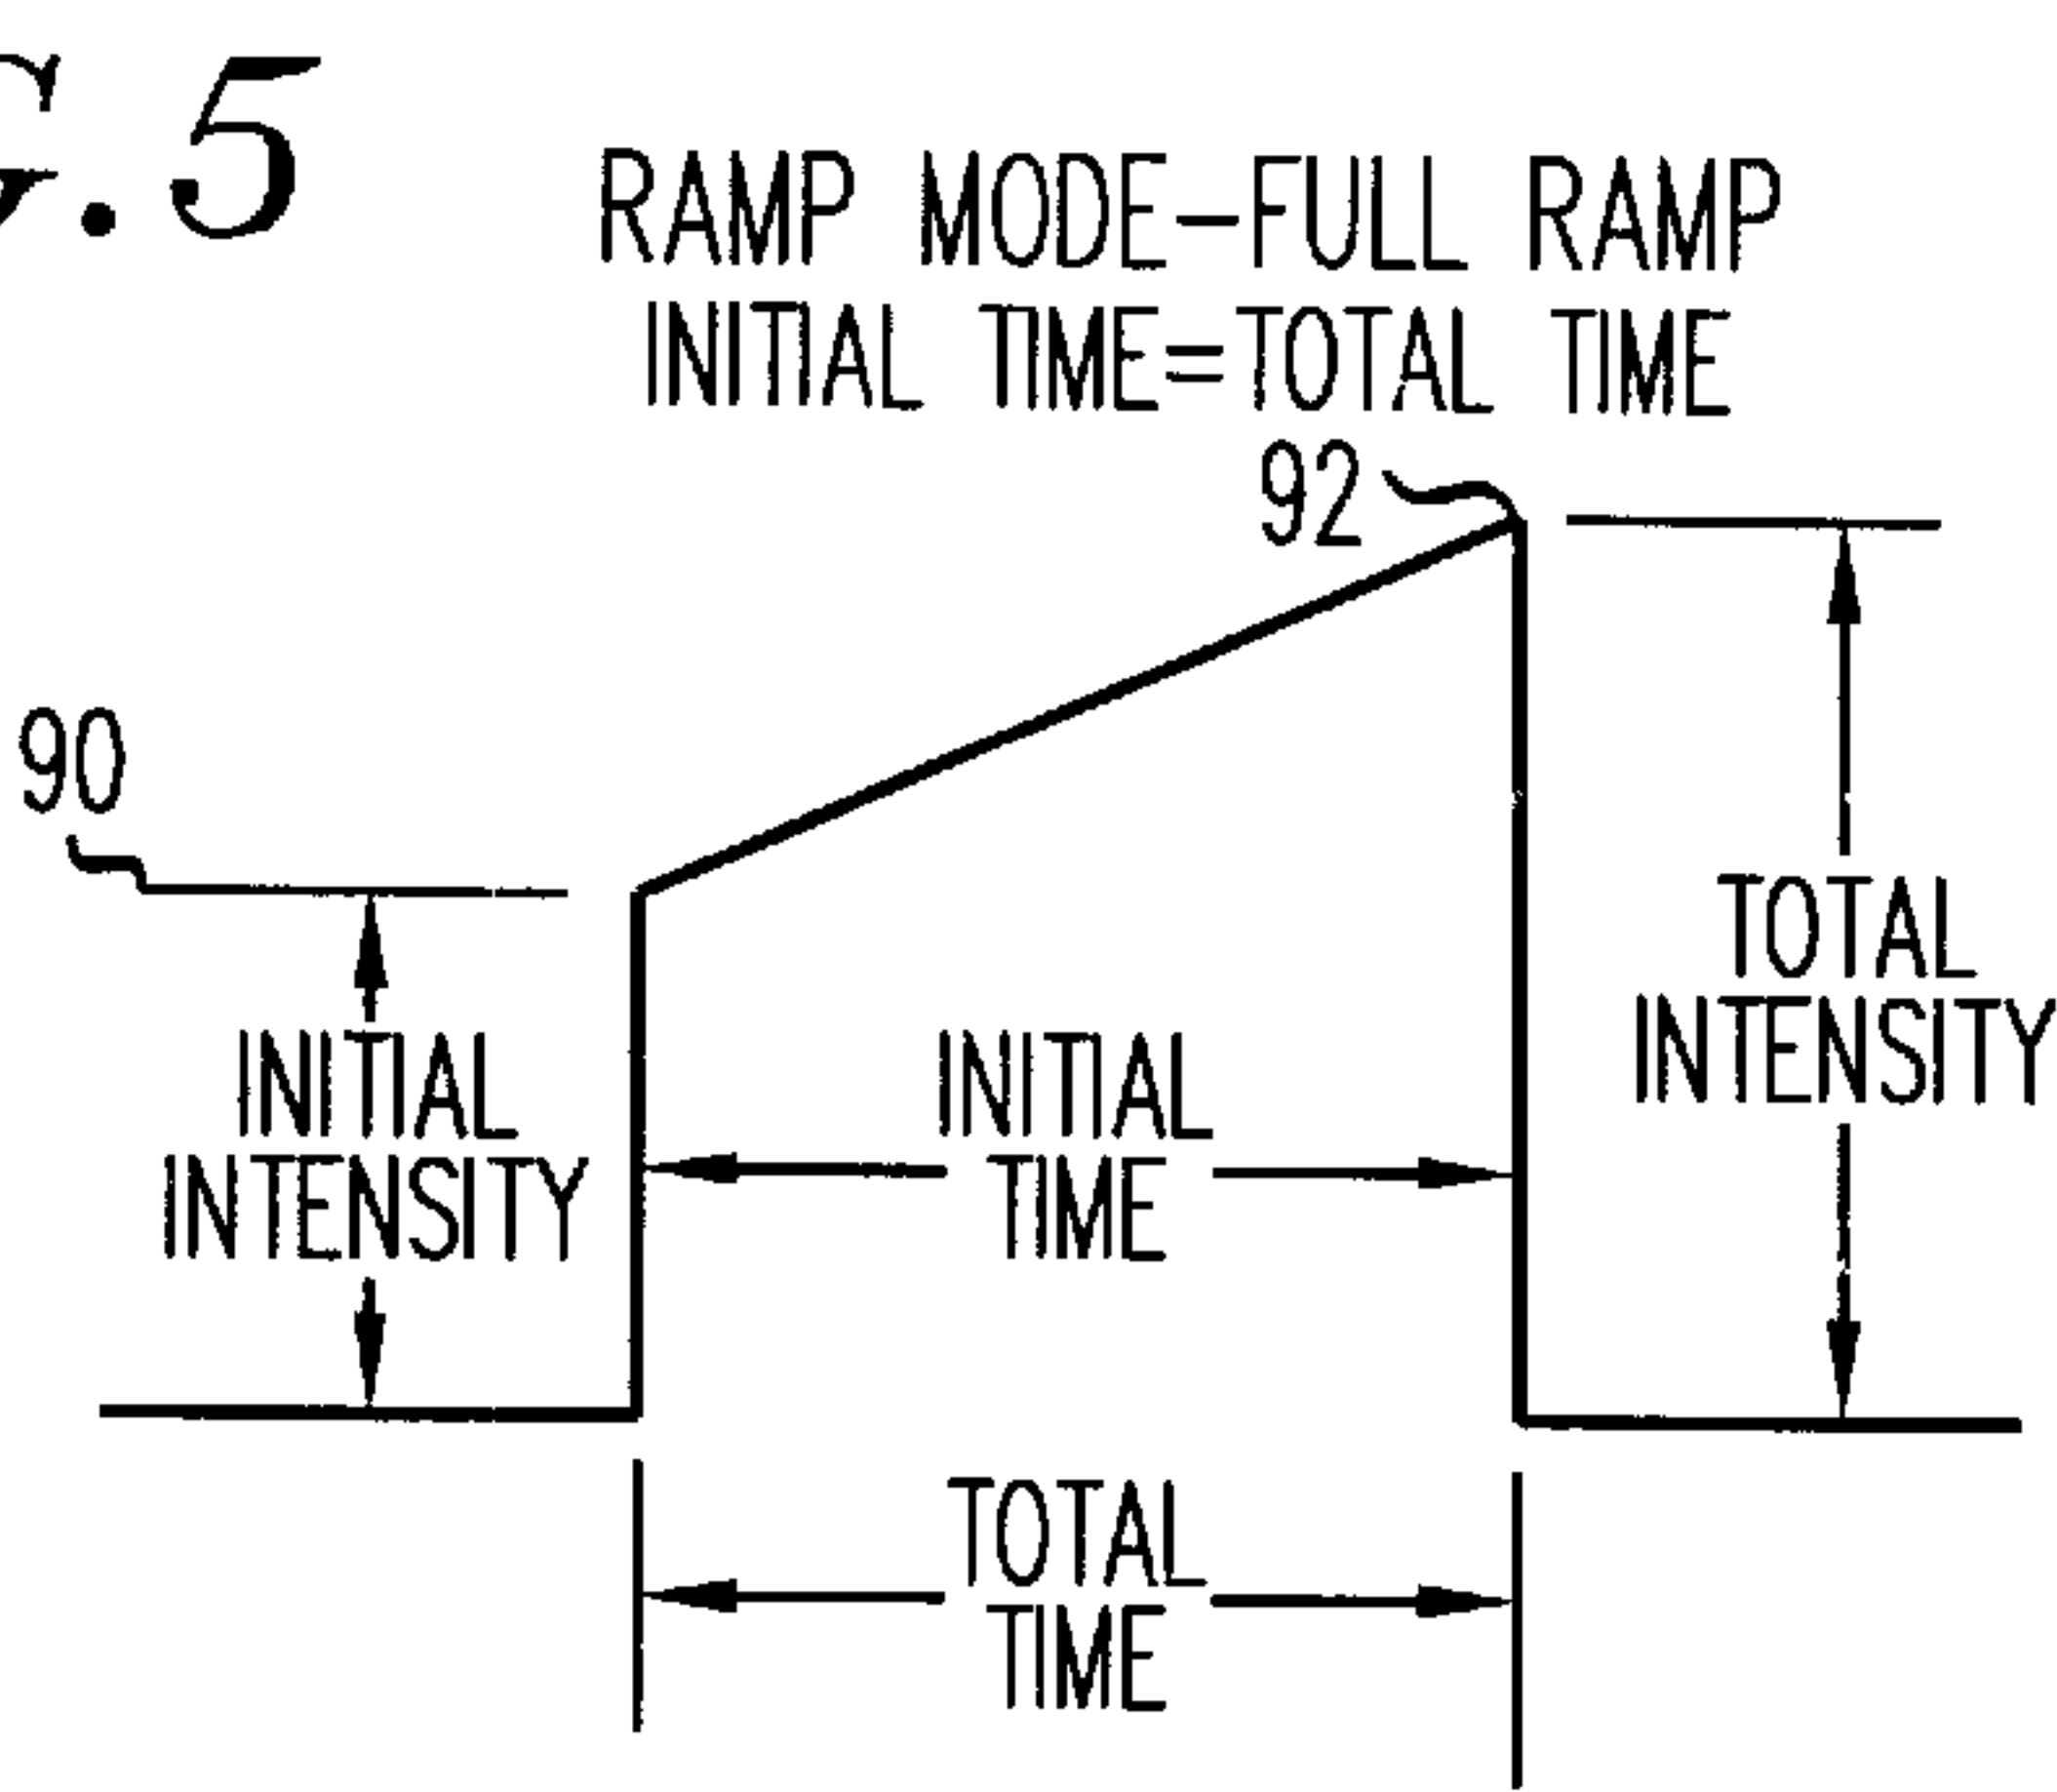 G.5
RAMP MODE-FULL RAMP
INITIAL TIME=TOTAL TIME
92
90
INITIAL
INTENSITY
INITIAL
TIME
TOTAL
INTENSITY
TOTAL
TIME